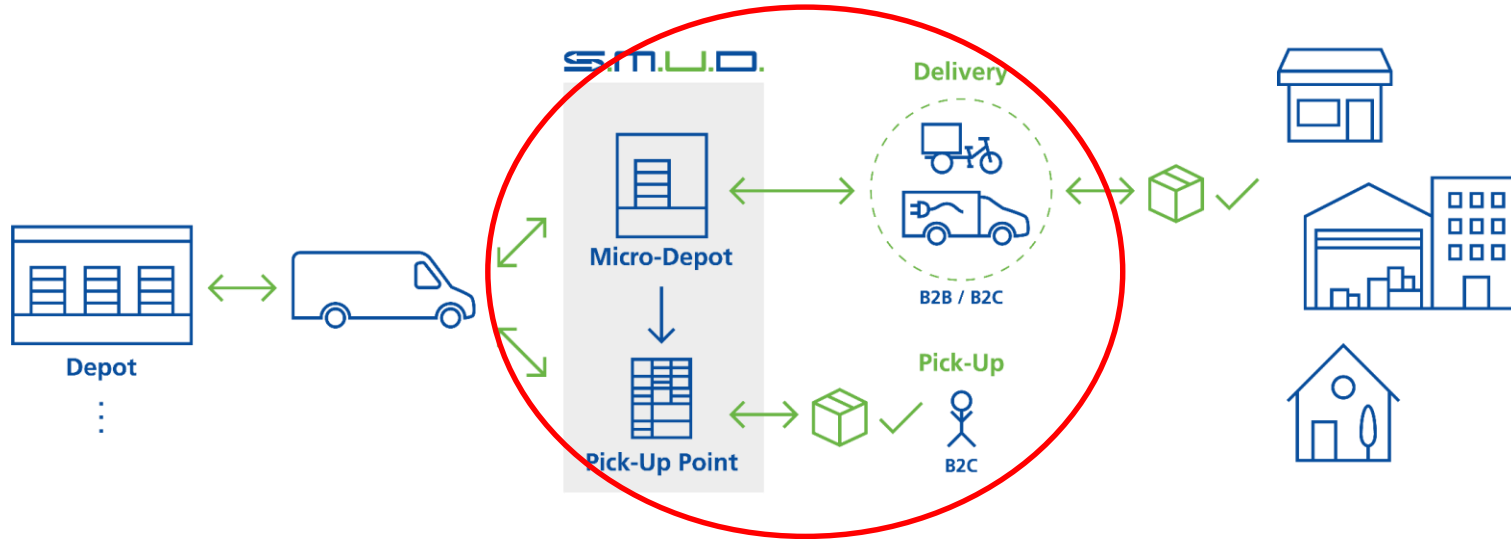 S.M.U.D.
Delivery
Micro-Depot
B2B / B2C
Depot
Pick-Up
Pick-Up Point
B2C